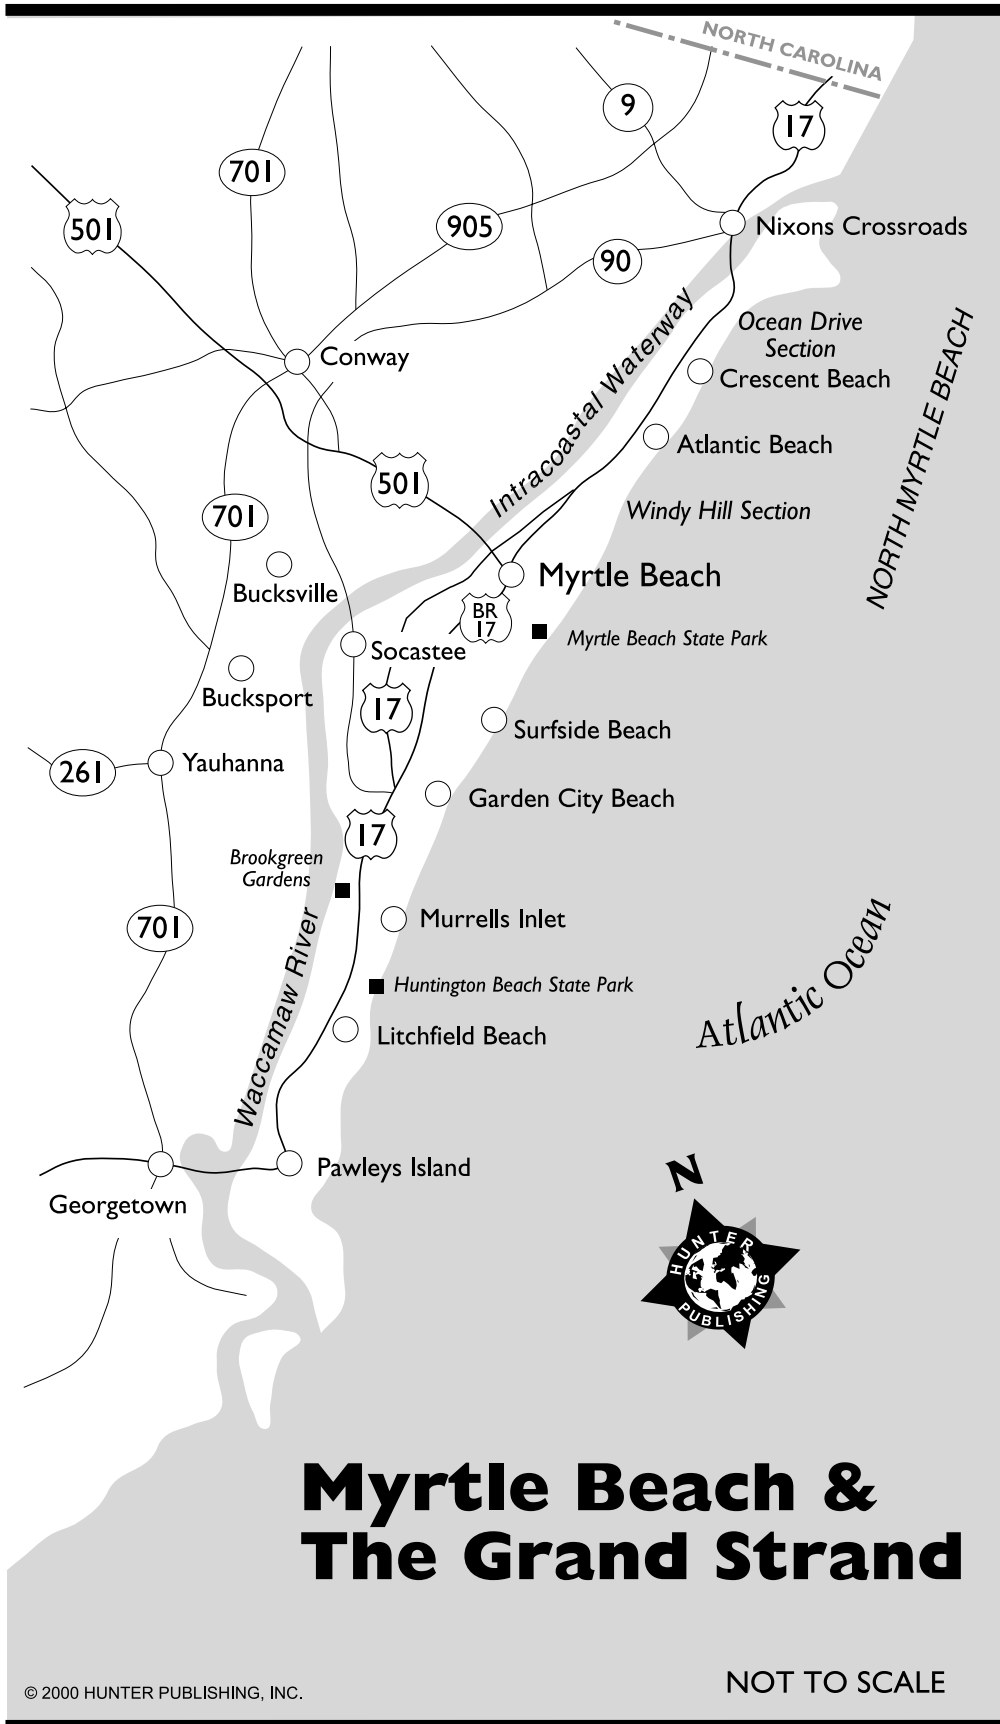 NORTH CAROLINA
9
17
701
501
905
90
Nixons Crossroads
Ocean Drive
Section
Conway
Crescent Beach
Intracoastal Waterway
NORTH MYRTLE BEACH
Atlantic Beach
501
701
Windy Hill Section
Myrtle Beach
Bucksville
BR
17
Myrtle Beach State Park
Socastee
Bucksport
17
Surfside Beach
Yauhanna
261
Garden City Beach
17
Brookgreen
Gardens
701
Murrells Inlet
Waccamaw River
Huntington Beach State Park
Atlantic Ocean
Litchfield Beach
Pawleys Island
Georgetown
N
HUNTER
PUBLISHING
Myrtle Beach &
The Grand Strand
NOT TO SCALE
© 2000 HUNTER PUBLISHING, INC.